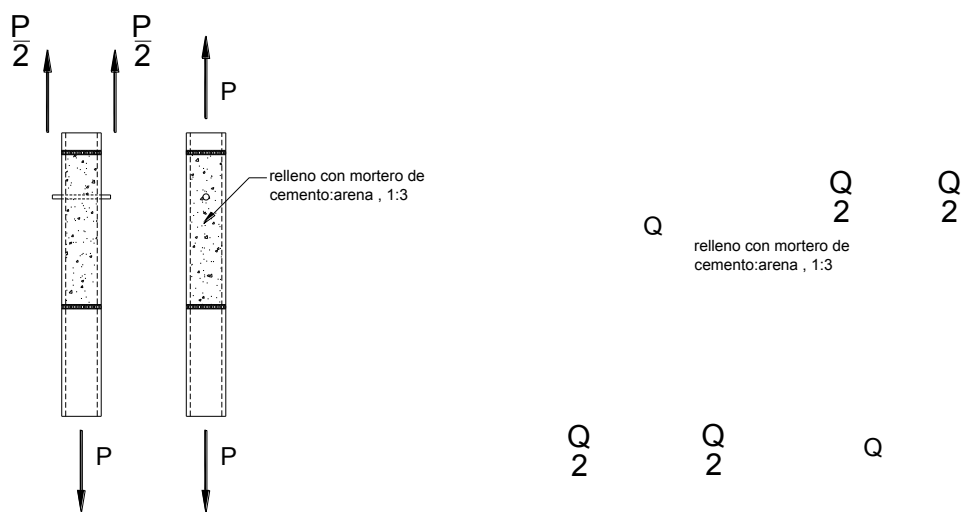 P
2
P
2
P
relleno con mortero de
cemento:arena , 1:3
P
P
Q
relleno con mortero de
cemento:arena , 1:3
Q
2
Q
2
Q
2
Q
2
Q